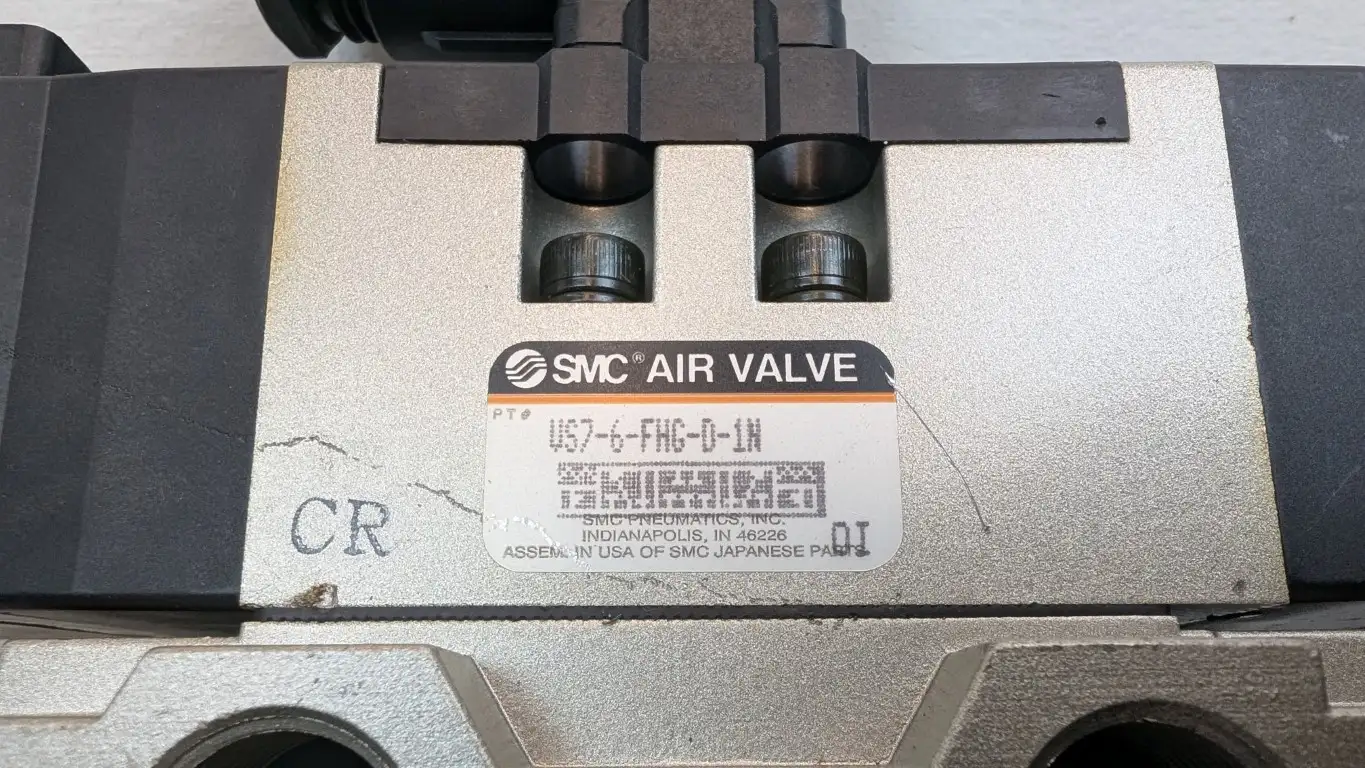 SMC® AIR VALVE
PT#
VS7-6-FHG-D-1N
SMC PNEUMATICS, INC.
INDIANAPOLIS, IN 46226
ASSEM. IN USA OF SMC JAPANESE PARTS
CR